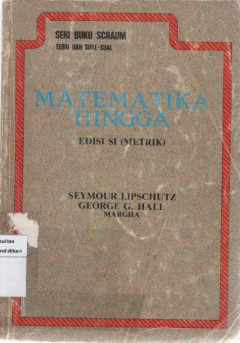 SERI BUKU SCHAUM
TEORI DAN SOAL-SOAL
MATEMATIKA
HINGGA
EDISI SI (METRIK)
SEYMOUR LIPSCHUTZ
GEORGE G. HALL
MARGHA